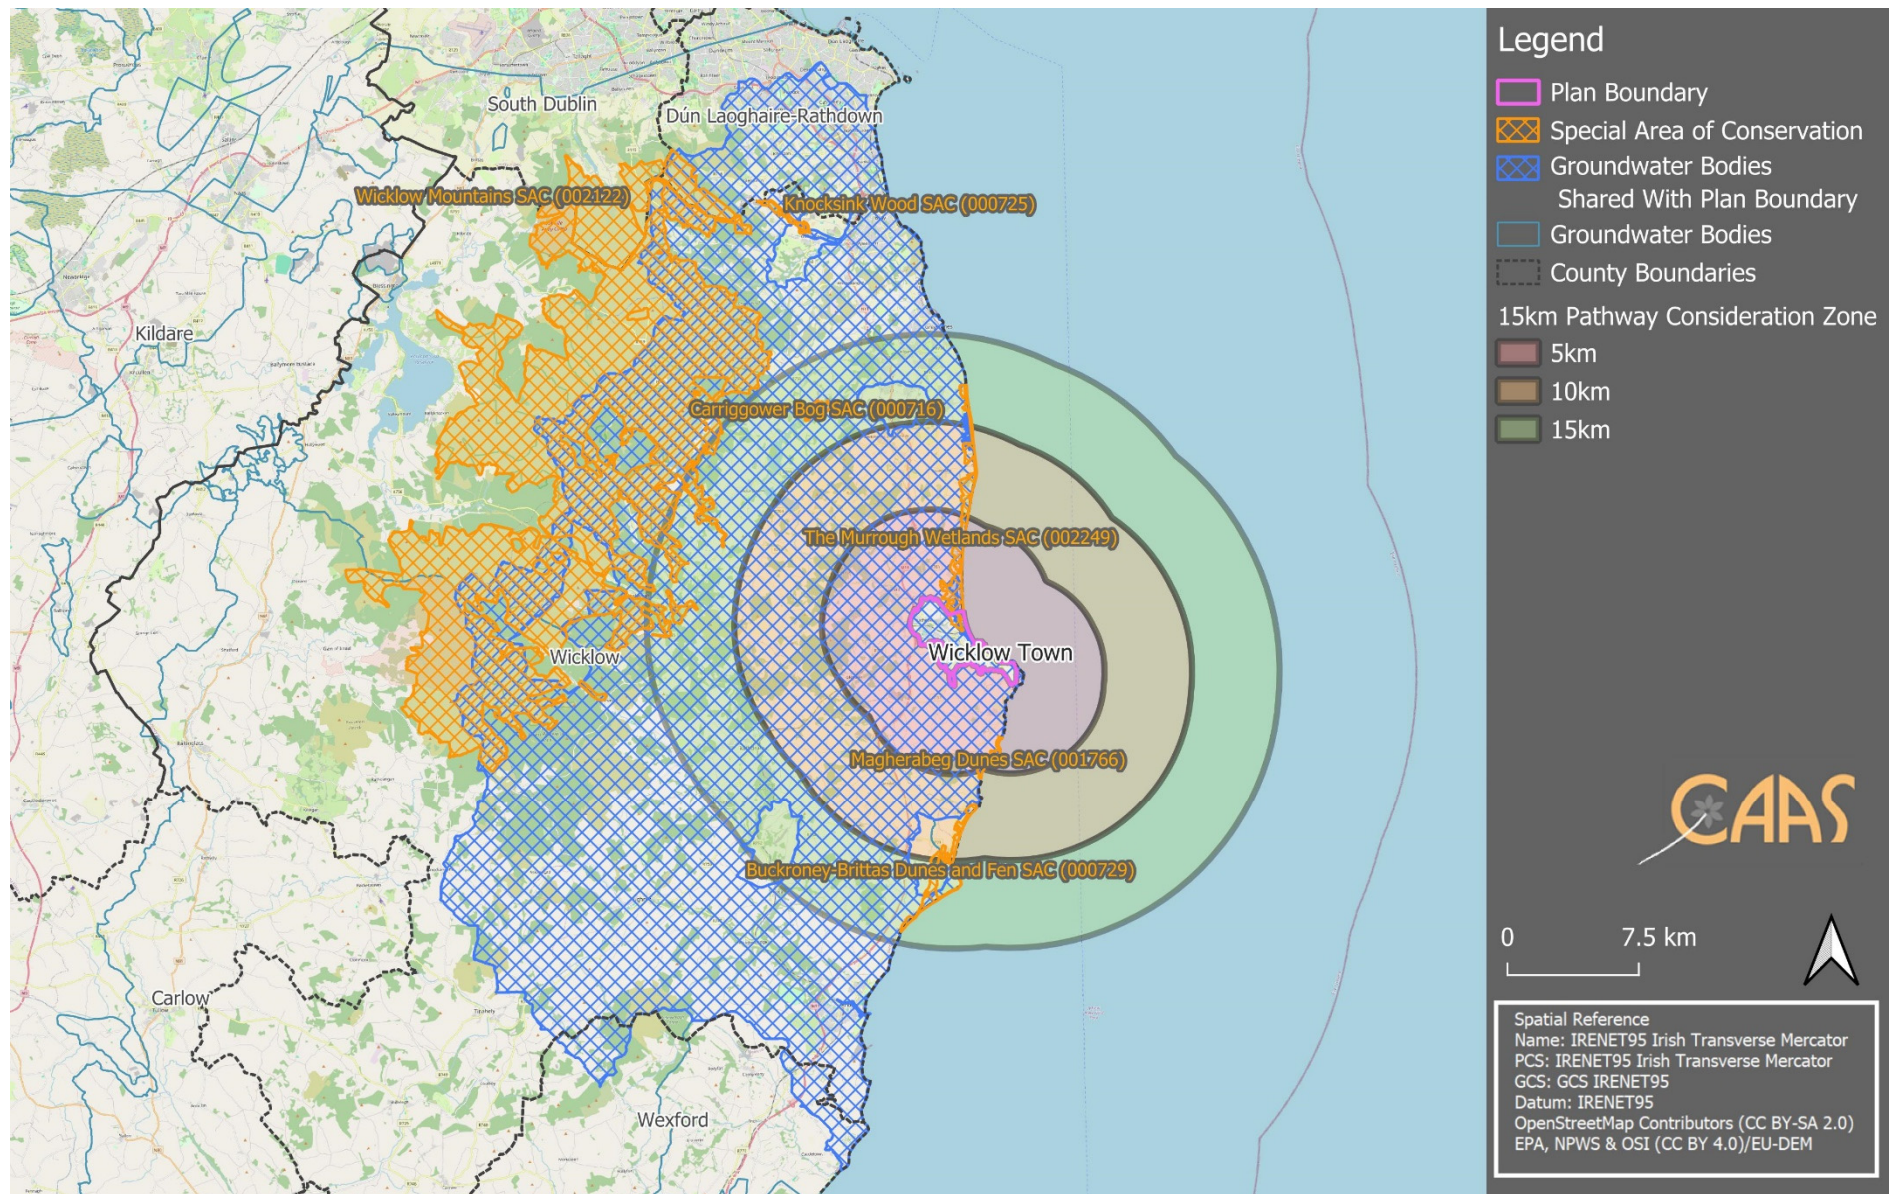 South Dublin
Dún Laoghaire-Rathdown
Wicklow Mountains SAC (002122)
Knocksink Wood SAC (000725)
Kildare
Carriggower Bog SAC (000716)
The Murrough Wetlands SAC (002249)
Wicklow
Wicklow Town
Magherabeg Dunes SAC (001766)
Buckroney-Brittas Dunes and Fen SAC (000729)
Carlow
Wexford
Legend
Plan Boundary
Special Area of Conservation
Groundwater Bodies
Shared With Plan Boundary
Groundwater Bodies
County Boundaries
15km Pathway Consideration Zone
5km
10km
15km
CAAS
0 7.5 km
Spatial Reference
Name: IRENET95 Irish Transverse Mercator
PCS: IRENET95 Irish Transverse Mercator
GCS: GCS IRENET95
Datum: IRENET95
OpenStreetMap Contributors (CC BY-SA 2.0)
EPA, NPWS & OSI (CC BY 4.0)/EU-DEM